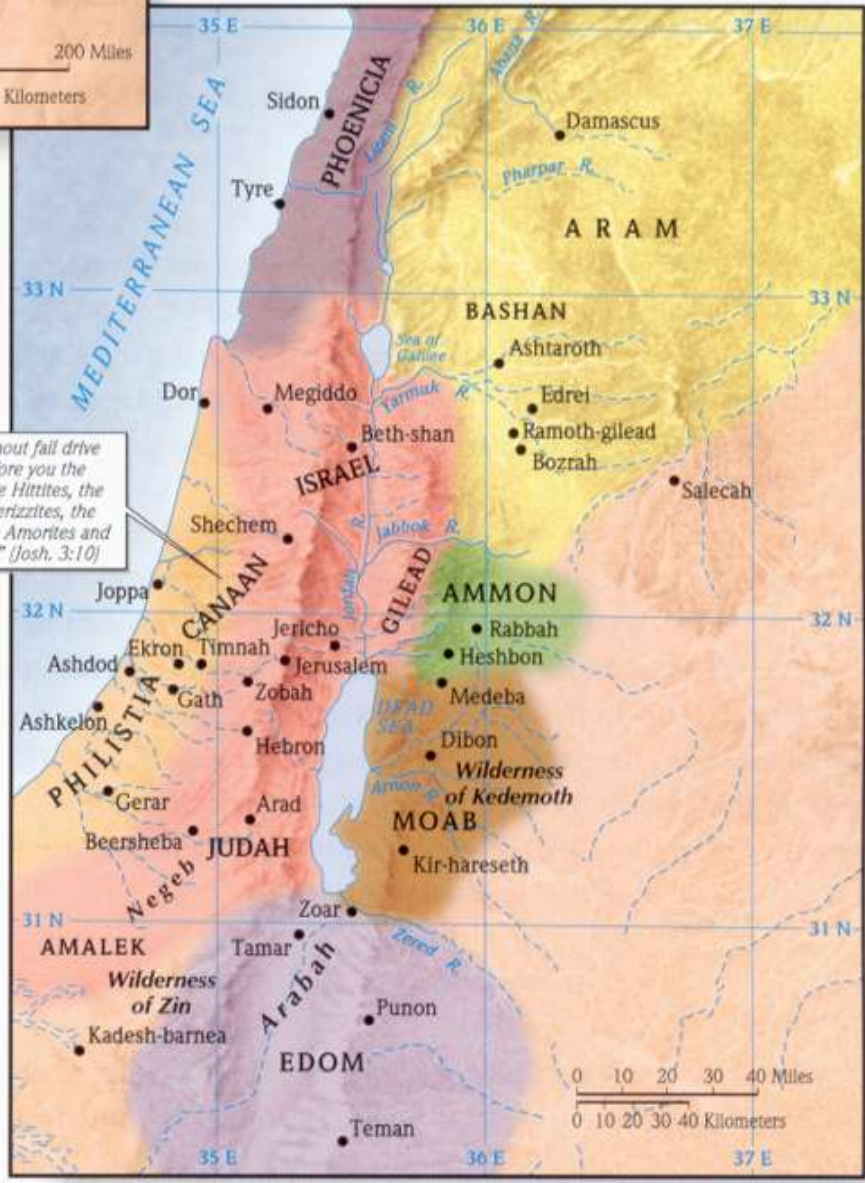 200 Miles
Kilometers
35 E
36 E
37 E
Abana R.
Sidon
PHOENICIA
Litani R.
Damascus
Pharpar R.
MEDITERRANEAN SEA
Tyre
ARAM
33 N
33 N
BASHAN
Sea of
Galilee
Ashtaroth
Dor
Megiddo
Yarmuk R.
Edrei
Beth-shan
Ramoth-gilead
Bozrah
ISRAEL
Salecah
out fail drive
ore you the
e Hittites, the
erizzites, the
Amorites and
" (Josh. 3:10)
Shechem
Jabbok R.
Jordan R.
GILEAD
CANAAN
Joppa
AMMON
32 N
32 N
Jericho
Rabbah
Ekron
Timnah
Jerusalem
Heshbon
Ashdod
Gath
Zobah
Medeba
Ashkelon
PHILISTIA
DEAD
SEA
Hebron
Dibon
Wilderness
of Kedemoth
Arnon R.
Gerar
Arad
MOAB
Beersheba
JUDAH
Kir-hareseth
Negeb
Zoar
31 N
31 N
AMALEK
Tamar
Zered R.
Arabah
Wilderness
of Zin
Punon
Kadesh-barnea
EDOM
0 10 20 30 40 Miles
0 10 20 30 40 Kilometers
Teman
35 E
36 E
37 E